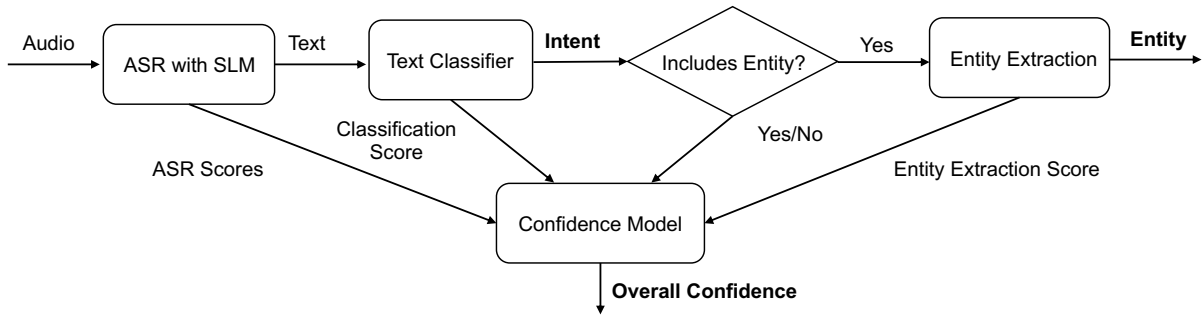 Audio
ASR with SLM
Text
Text Classifier
Intent
Includes Entity?
Yes
Entity Extraction
Entity
ASR Scores
Classification
Score
Yes/No
Entity Extraction Score
Confidence Model
Overall Confidence